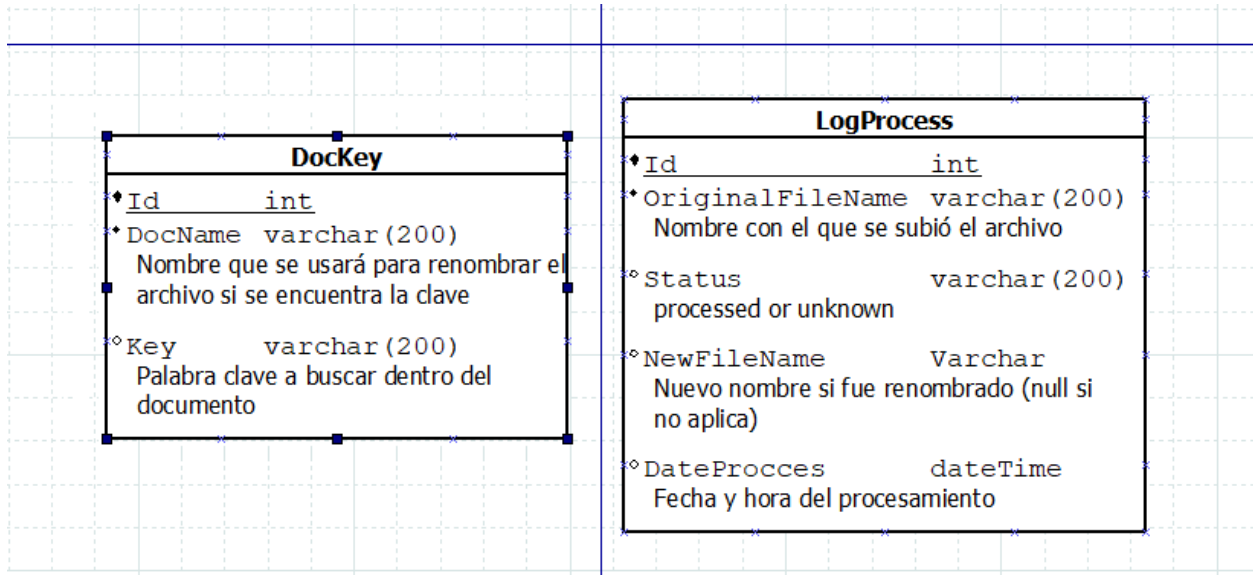 DocKey
Id int
DocName varchar(200)
Nombre que se usará para renombrar el
archivo si se encuentra la clave
Key varchar(200)
Palabra clave a buscar dentro del
documento
LogProcess
Id int
OriginalFileName varchar(200)
Nombre con el que se subió el archivo
Status varchar(200)
processed or unknown
NewFileName Varchar
Nuevo nombre si fue renombrado (null si
no aplica)
DateProcces dateTime
Fecha y hora del procesamiento